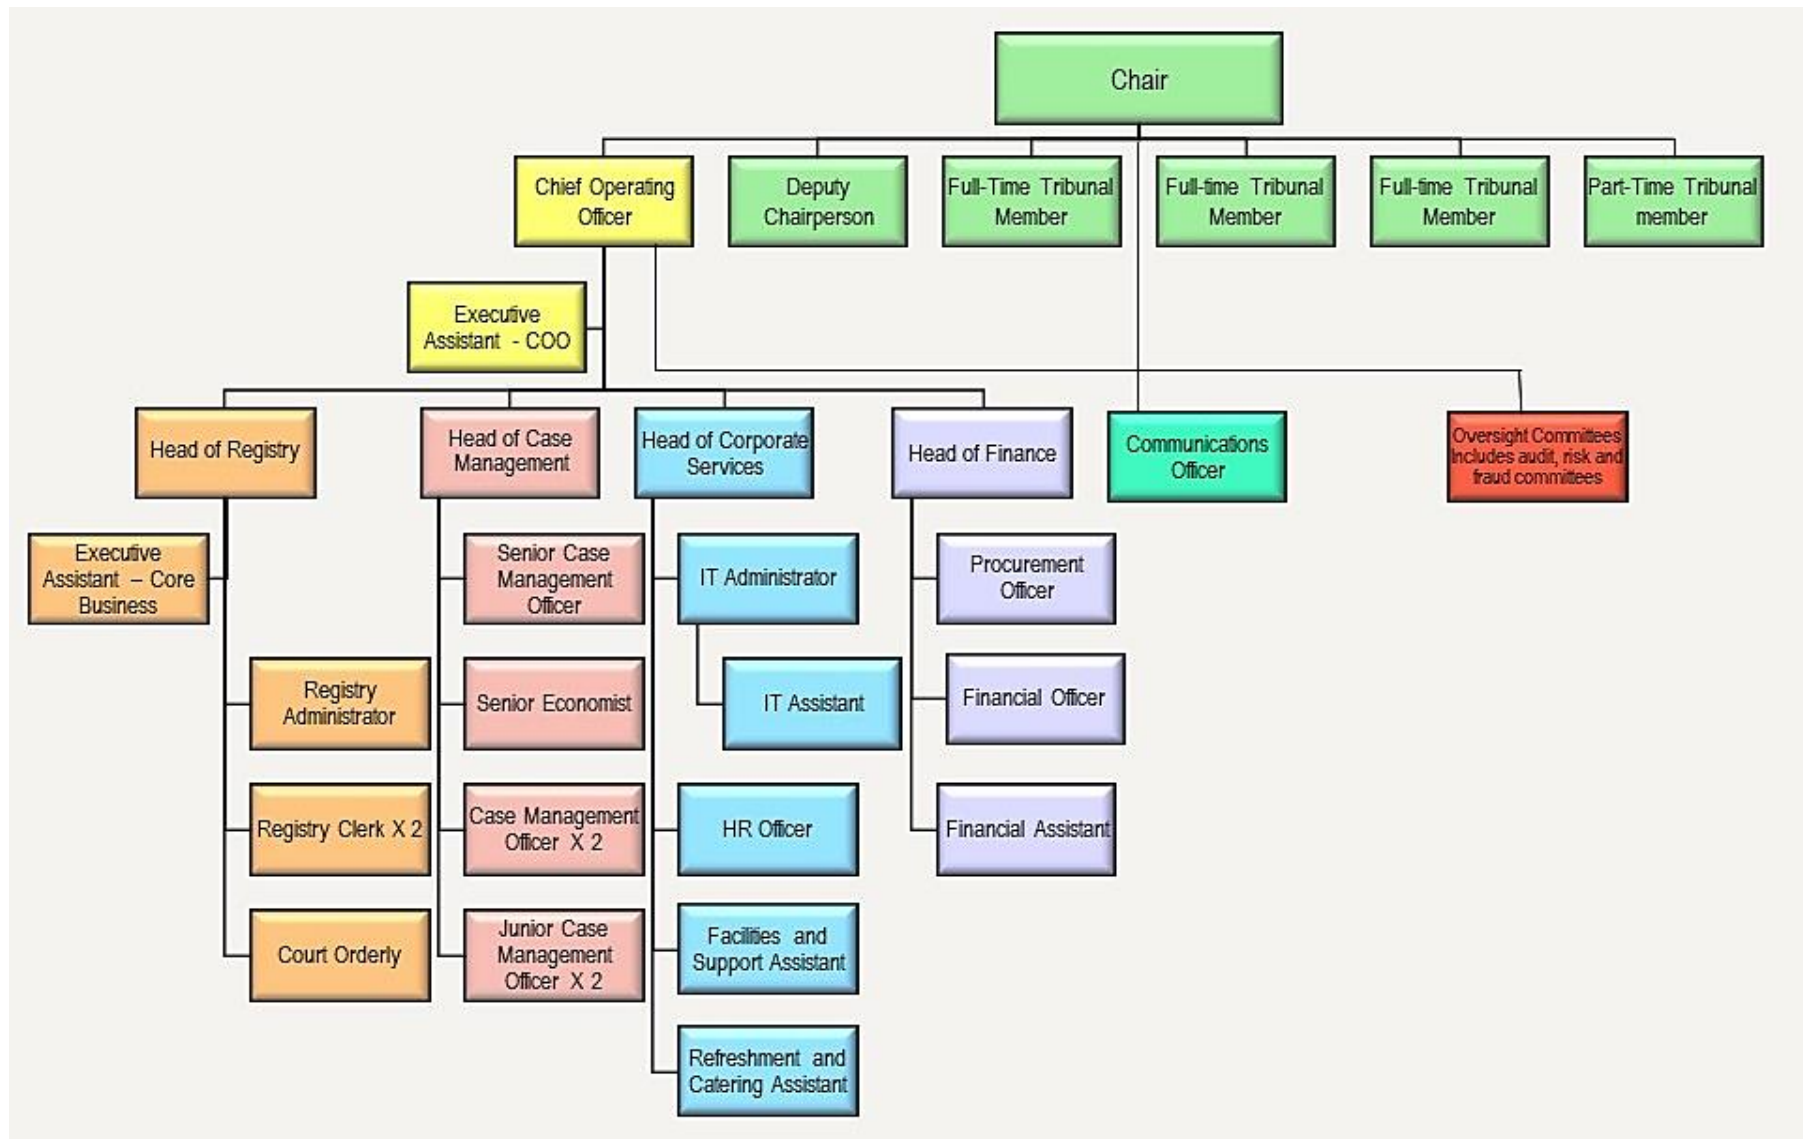 Chair
Chief Operating
Officer
Deputy
Chairperson
Full-Time Tribunal
Member
Full-time Tribunal
Member
Full-time Tribunal
Member
Part-Time Tribunal
member
Executive
Assistant - COO
Head of Registry
Head of Case
Management
Head of Corporate
Services
Head of Finance
Communications
Officer
Oversight Committees
Includes audit, risk and
fraud committees
Executive
Assistant – Core
Business
Senior Case
Management
Officer
IT Administrator
Procurement
Officer
Registry
Administrator
Senior Economist
IT Assistant
Financial Officer
Registry Clerk X 2
Case Management
Officer X 2
HR Officer
Financial Assistant
Court Orderly
Junior Case
Management
Officer X 2
Facilities and
Support Assistant
Refreshment and
Catering Assistant